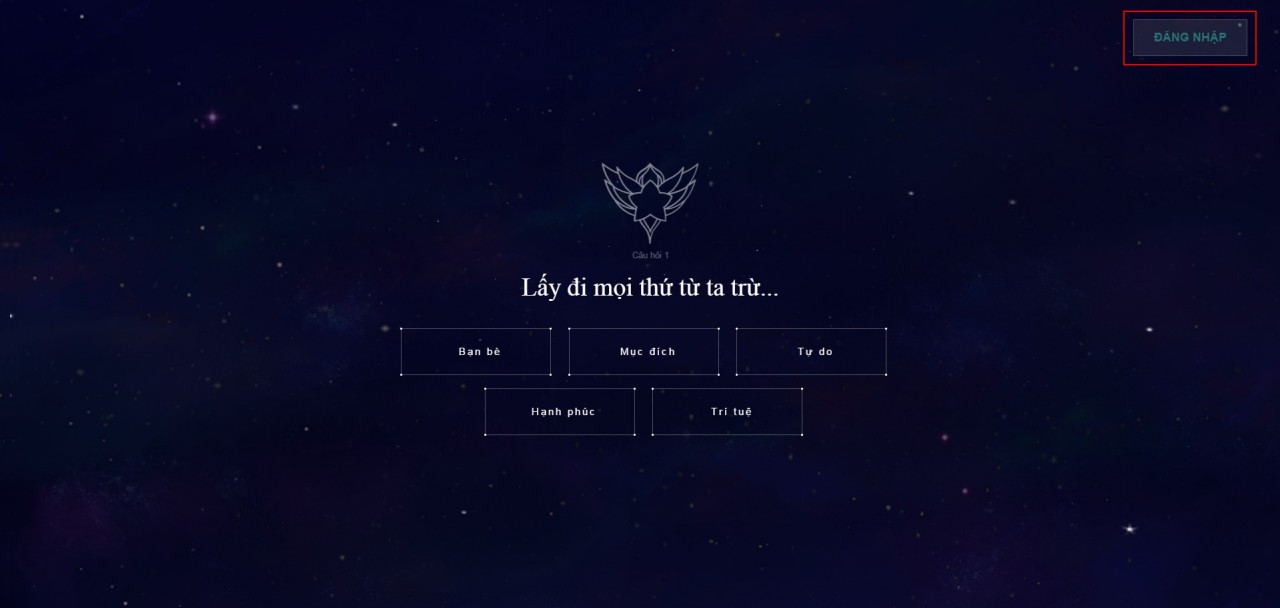 ĐĂNG NHẬP
Câu hỏi 1
Lấy đi mọi thứ từ ta trừ...
Bạn bè
Mục đích
Tự do
Hạnh phúc
Trí tuệ